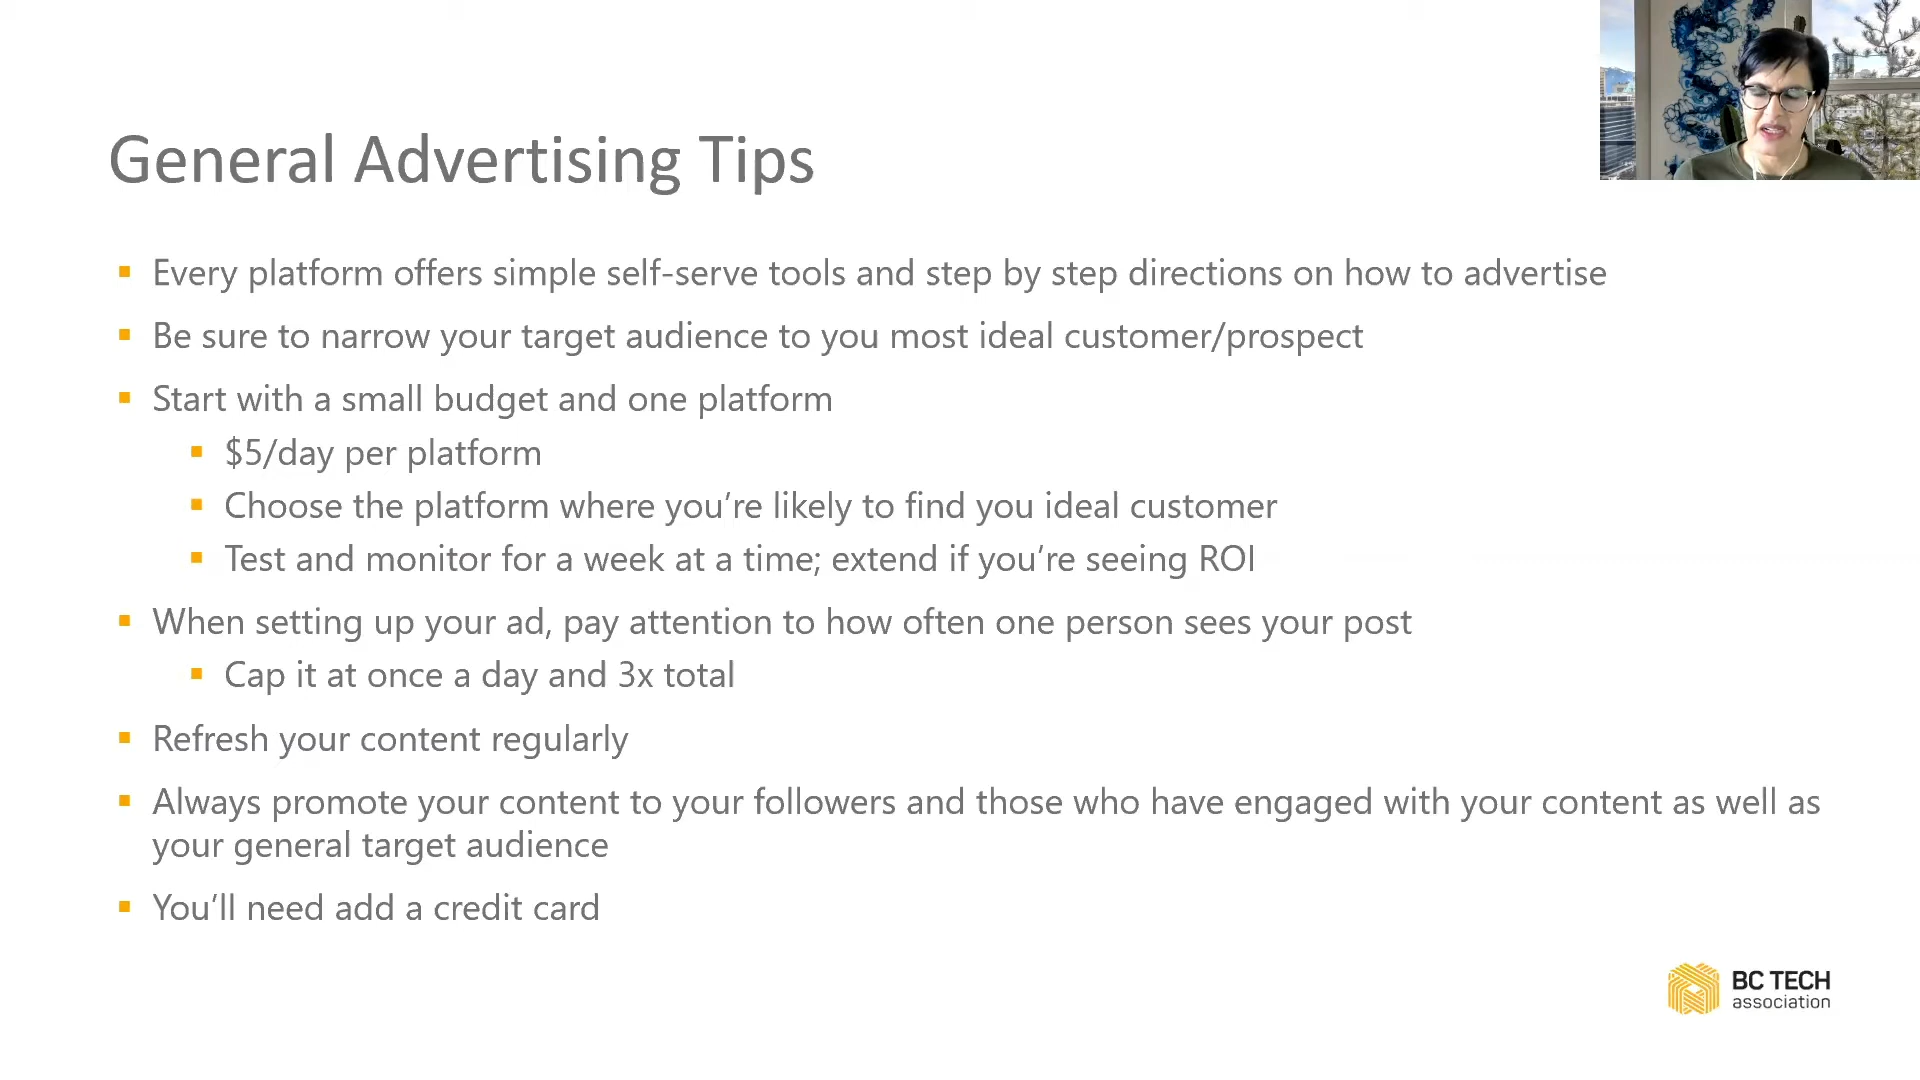 General Advertising Tips
Every platform offers simple self-serve tools and step by step directions on how to advertise
Be sure to narrow your target audience to you most ideal customer/prospect
Start with a small budget and one platform
$5/day per platform
Choose the platform where you’re likely to find you ideal customer
Test and monitor for a week at a time; extend if you’re seeing ROI
When setting up your ad, pay attention to how often one person sees your post
Cap it at once a day and 3x total
Refresh your content regularly
Always promote your content to your followers and those who have engaged with your content as well as
your general target audience
You’ll need add a credit card
BC TECH
association